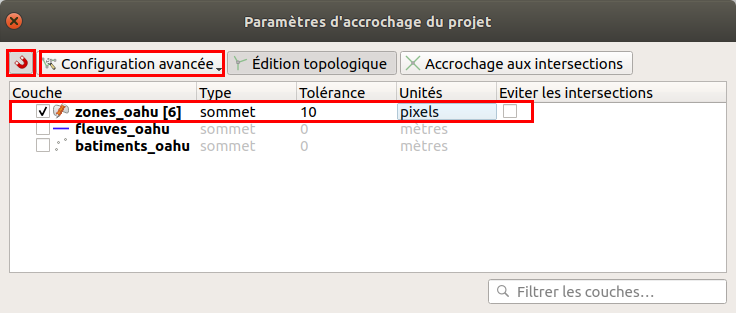 Paramètres d'accrochage du projet
Configuration avancée Édition topologique Accrochage aux intersections
Couche Type Tolérance Unités Eviter les intersections
zones_oahu [6] sommet 10 pixels
fleuves_oahu sommet 0 mètres
batiments_oahu sommet 0 mètres
Filtrer les couches…